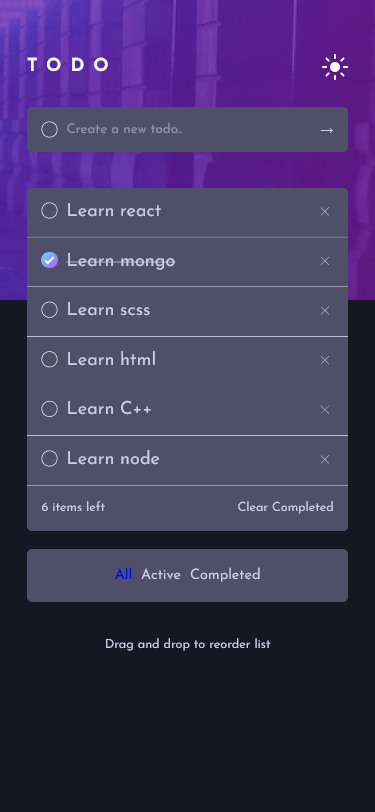 TODO
Create a new todo.. →
Learn react ×
Learn mongo ×
Learn scss ×
Learn html ×
Learn C++ ×
Learn node ×
6 items left Clear Completed
All Active Completed
Drag and drop to reorder list